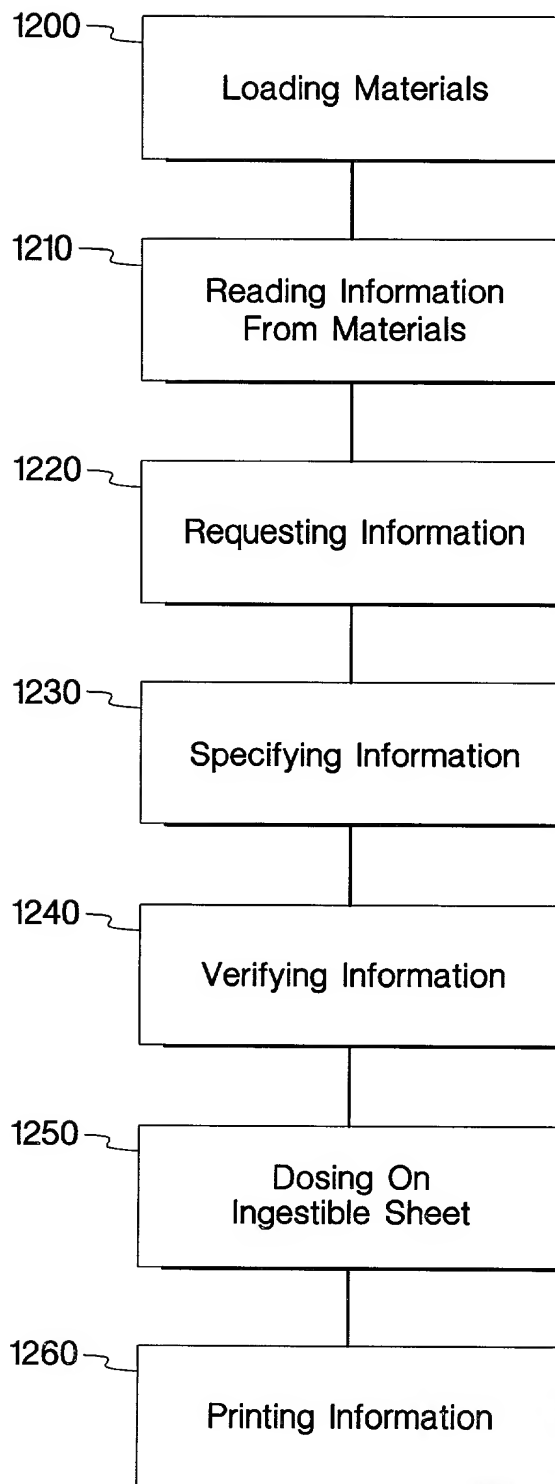 1200
Loading Materials
1210
Reading Information
From Materials
1220
Requesting Information
1230
Specifying Information
1240
Verifying Information
1250
Dosing On
Ingestible Sheet
1260
Printing Information